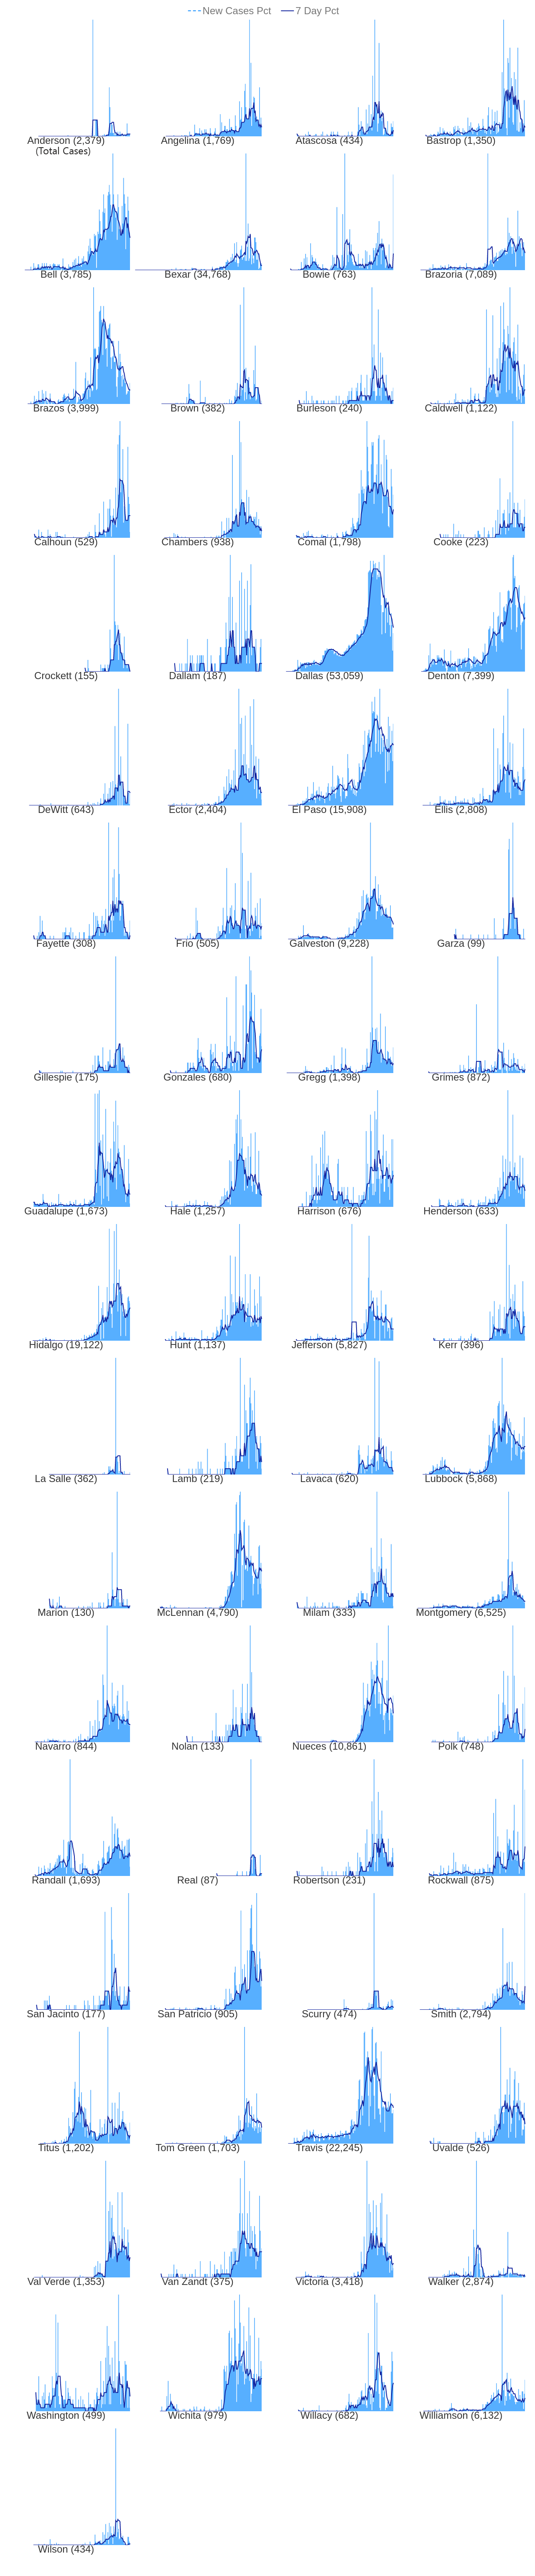 New Cases Pct 7 Day Pct
Anderson (2,379) Angelina (1,769) Atascosa (434) Bastrop (1,350)
(Total Cases)
Bell (3,785) Bexar (34,768) Bowie (763) Brazoria (7,089)
Brazos (3,999) Brown (382) Burleson (240) Caldwell (1,122)
Calhoun (529) Chambers (938) Comal (1,798) Cooke (223)
Crockett (155) Dallam (187) Dallas (53,059) Denton (7,399)
DeWitt (643) Ector (2,404) El Paso (15,908) Ellis (2,808)
Fayette (308) Frio (505) Galveston (9,228) Garza (99)
Gillespie (175) Gonzales (680) Gregg (1,398) Grimes (872)
Guadalupe (1,673) Hale (1,257) Harrison (676) Henderson (633)
Hidalgo (19,122) Hunt (1,137) Jefferson (5,827) Kerr (396)
La Salle (362) Lamb (219) Lavaca (620) Lubbock (5,868)
Marion (130) McLennan (4,790) Milam (333) Montgomery (6,525)
Navarro (844) Nolan (133) Nueces (10,861) Polk (748)
Randall (1,693) Real (87) Robertson (231) Rockwall (875)
San Jacinto (177) San Patricio (905) Scurry (474) Smith (2,794)
Titus (1,202) Tom Green (1,703) Travis (22,245) Uvalde (526)
Val Verde (1,353) Van Zandt (375) Victoria (3,418) Walker (2,874)
Washington (499) Wichita (979) Willacy (682) Williamson (6,132)
Wilson (434)